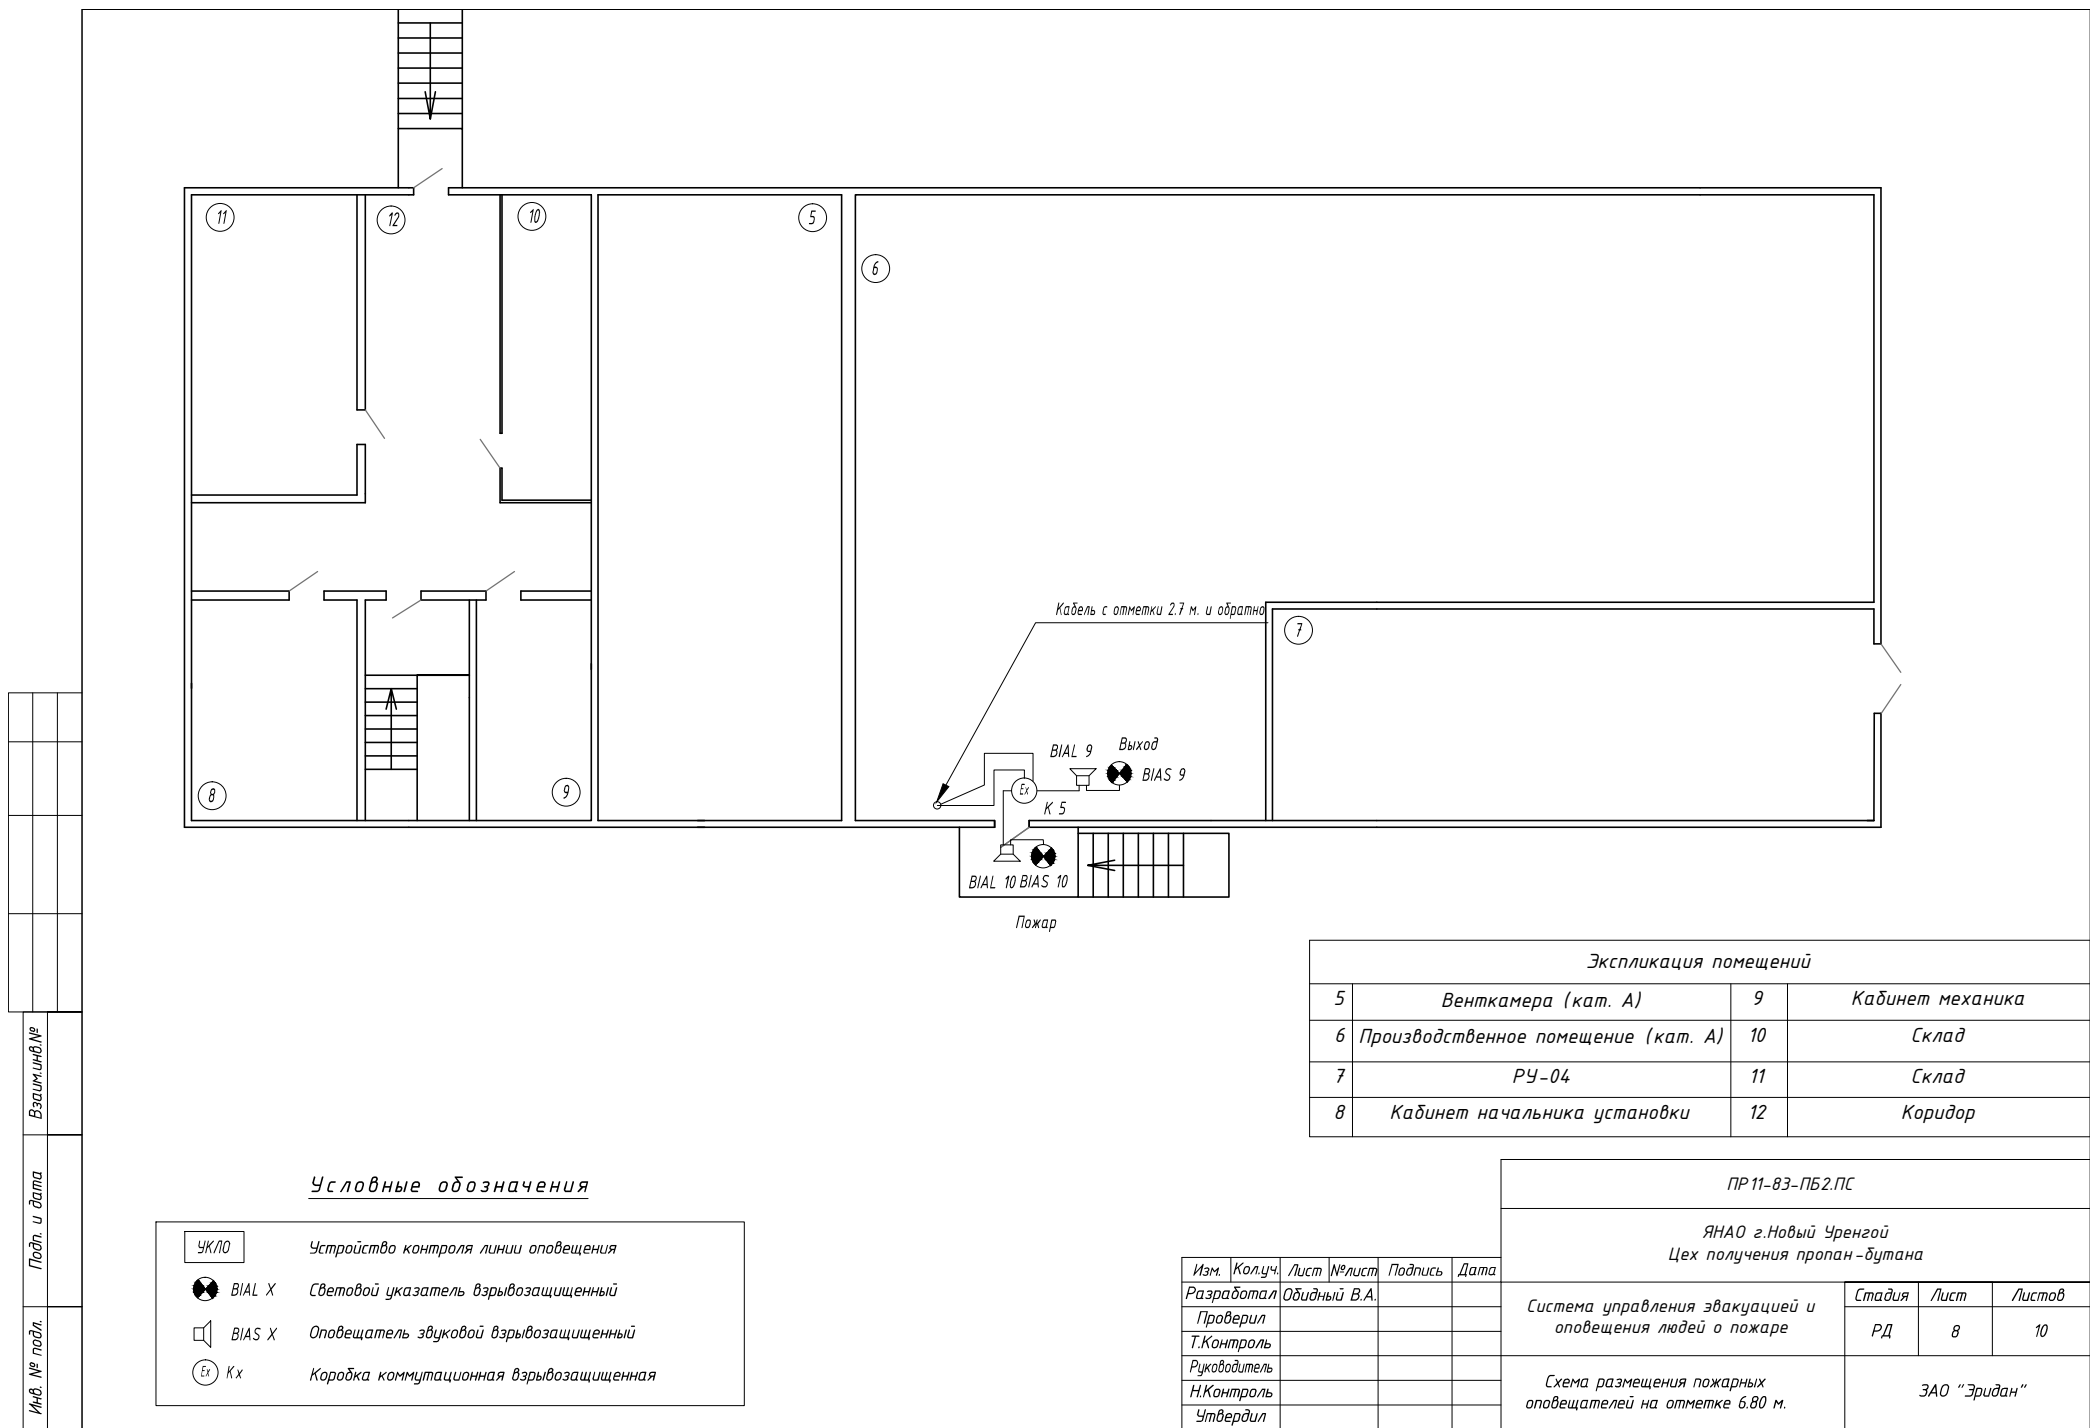 11
12
10
5
6
Кабель с отметки 2.7 м. и обратно
7
BIAL 9
Выход
BIAS 9
Ex
К 5
8
9
BIAL 10
BIAS 10
Пожар
Экспликация помещений
5 Венткамера (кат. А) 9 Кабинет механика
6 Производственное помещение (кат. А) 10 Склад
7 РУ-04 11 Склад
8 Кабинет начальника установки 12 Коридор
Взаим.инв.№
Подп. и дата
Инв. № подл.
Условные обозначения
УКЛО Устройство контроля линии оповещения
BIAL X Световой указатель взрывозащищенный
BIAS X Оповещатель звуковой взрывозащищенный
Ex Кх Коробка коммутационная взрывозащищенная
ПР11-83-ПБ2.ПС
ЯНАО г.Новый Уренгой
Цех получения пропан-бутана
Изм. Кол.уч. Лист №лист Подпись Дата
Разработал Обидный В.А.
Проверил
Т.Контроль
Руководитель
Н.Контроль
Утвердил
Система управления эвакуацией и
оповещения людей о пожаре
Стадия Лист Листов
РД 8 10
Схема размещения пожарных
оповещателей на отметке 6.80 м.
ЗАО "Эридан"